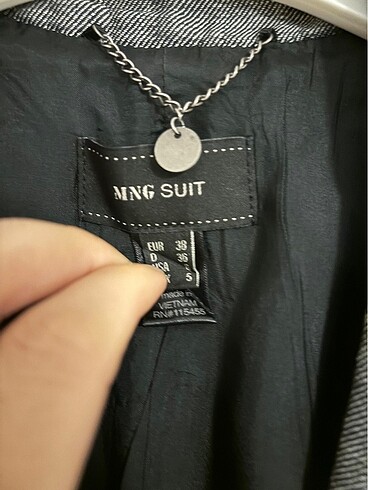 MNG SUIT
EUR 38
D 36
USA
S
made in
VIETNAM
RN#115455